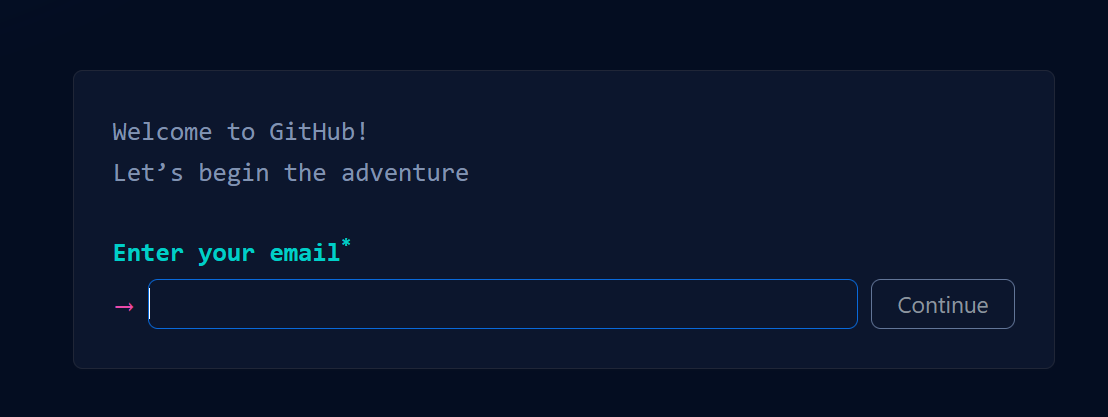 Welcome to GitHub!
Let’s begin the adventure
Enter your email*
→ Continue